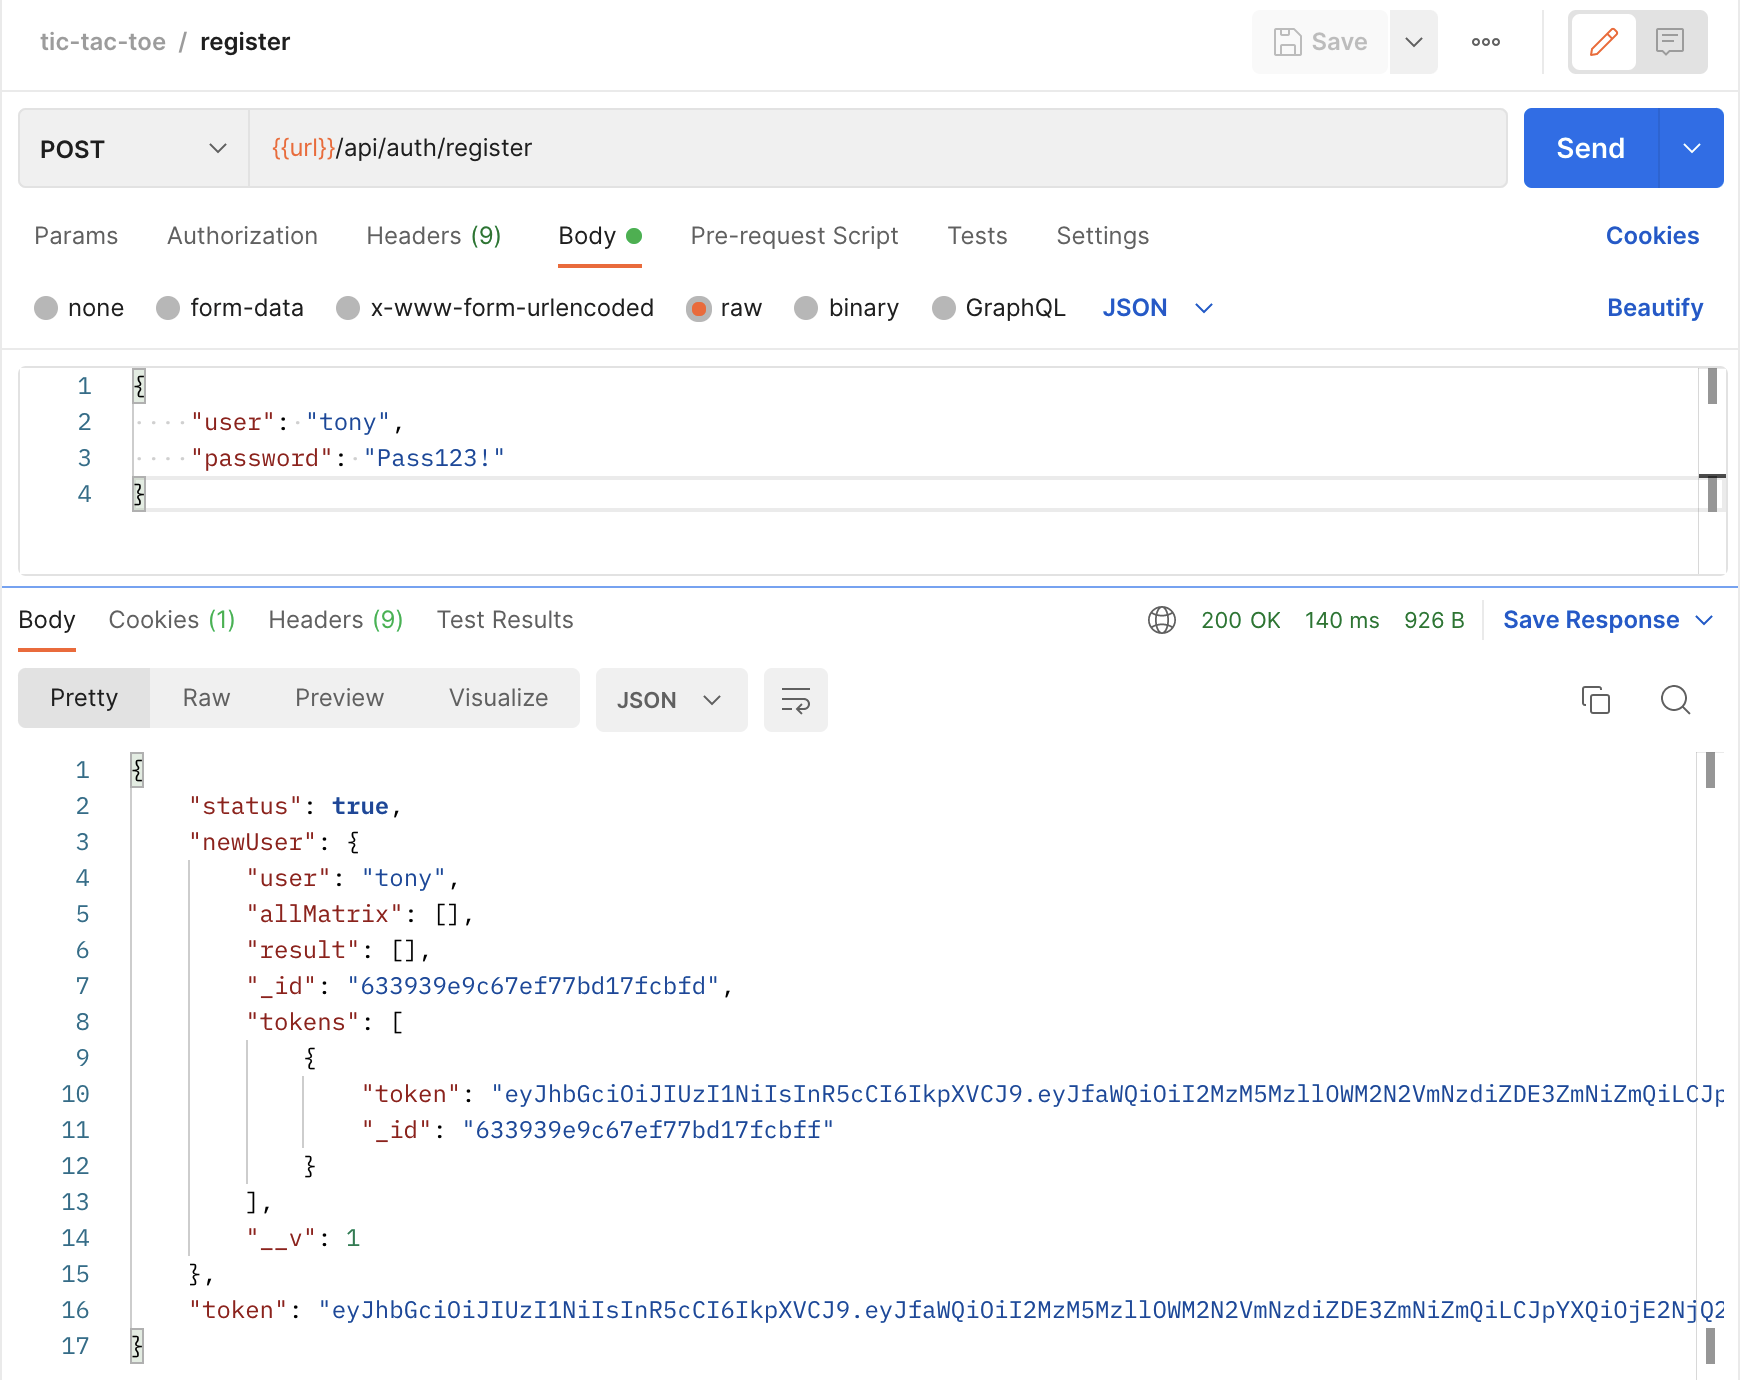 tic-tac-toe / register
Save
POST
{{url}}/api/auth/register
Send
Params Authorization Headers (9) Body Pre-request Script Tests Settings Cookies
none form-data x-www-form-urlencoded raw binary GraphQL JSON Beautify
1 {
2 "user": "tony",
3 "password": "Pass123!"
4 }
Body Cookies (1) Headers (9) Test Results 200 OK 140 ms 926 B Save Response
Pretty Raw Preview Visualize JSON
1 {
2 "status": true,
3 "newUser": {
4 "user": "tony",
5 "allMatrix": [],
6 "result": [],
7 "_id": "633939e9c67ef77bd17fcbfd",
8 "tokens": [
9 {
10 "token": "eyJhbGciOiJIUzI1NiIsInR5cCI6IkpXVCJ9.eyJfaWQiOiI2MzM5MzllOWM2N2VmNzdiZDE3ZmNiZmQiLCJp
11 "_id": "633939e9c67ef77bd17fcbff"
12 }
13 ],
14 "__v": 1
15 },
16 "token": "eyJhbGciOiJIUzI1NiIsInR5cCI6IkpXVCJ9.eyJfaWQiOiI2MzM5MzllOWM2N2VmNzdiZDE3ZmNiZmQiLCJpYXQiOjE2NjQ2
17 }